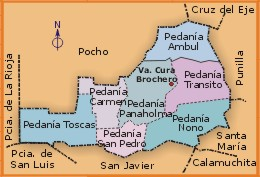 Cruz del Eje
N
Pedanía
Ambul
Pocho
Pcia. de La Rioja
Va. Cura
Brochero
Pedanía
Transito
Punilla
Pedanía
Carmen
Pedanía
Panaholma
Pedanía Toscas
Pedanía
San Pedro
Pedanía
Nono
Santa
María
Pcia. de
San Luis
San Javier
Calamuchita